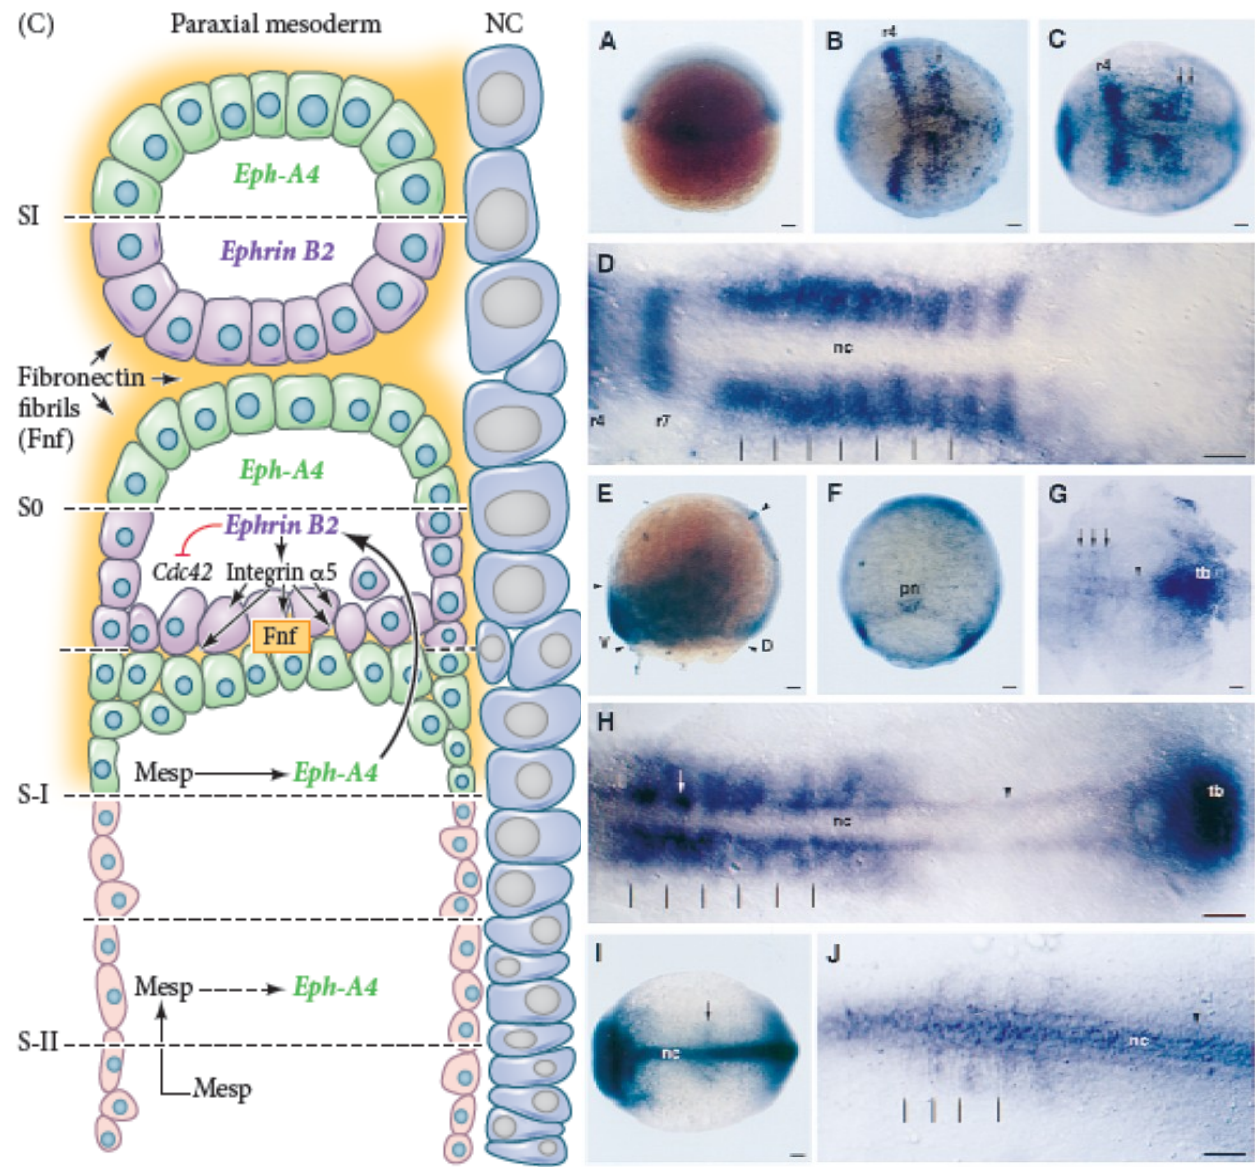 (C)
Paraxial mesoderm
NC
Eph-A4
SI
Ephrin B2
Fibronectin
fibrils
(Fnf)
Eph-A4
S0
Ephrin B2
Cdc42
Integrin α5
Fnf
Mesp
Eph-A4
S-I
Mesp
Eph-A4
S-II
Mesp
A
B
r4
C
r4
D
nc
r4
r7
E
V
D
F
pn
G
tb
H
nc
tb
I
nc
J
nc